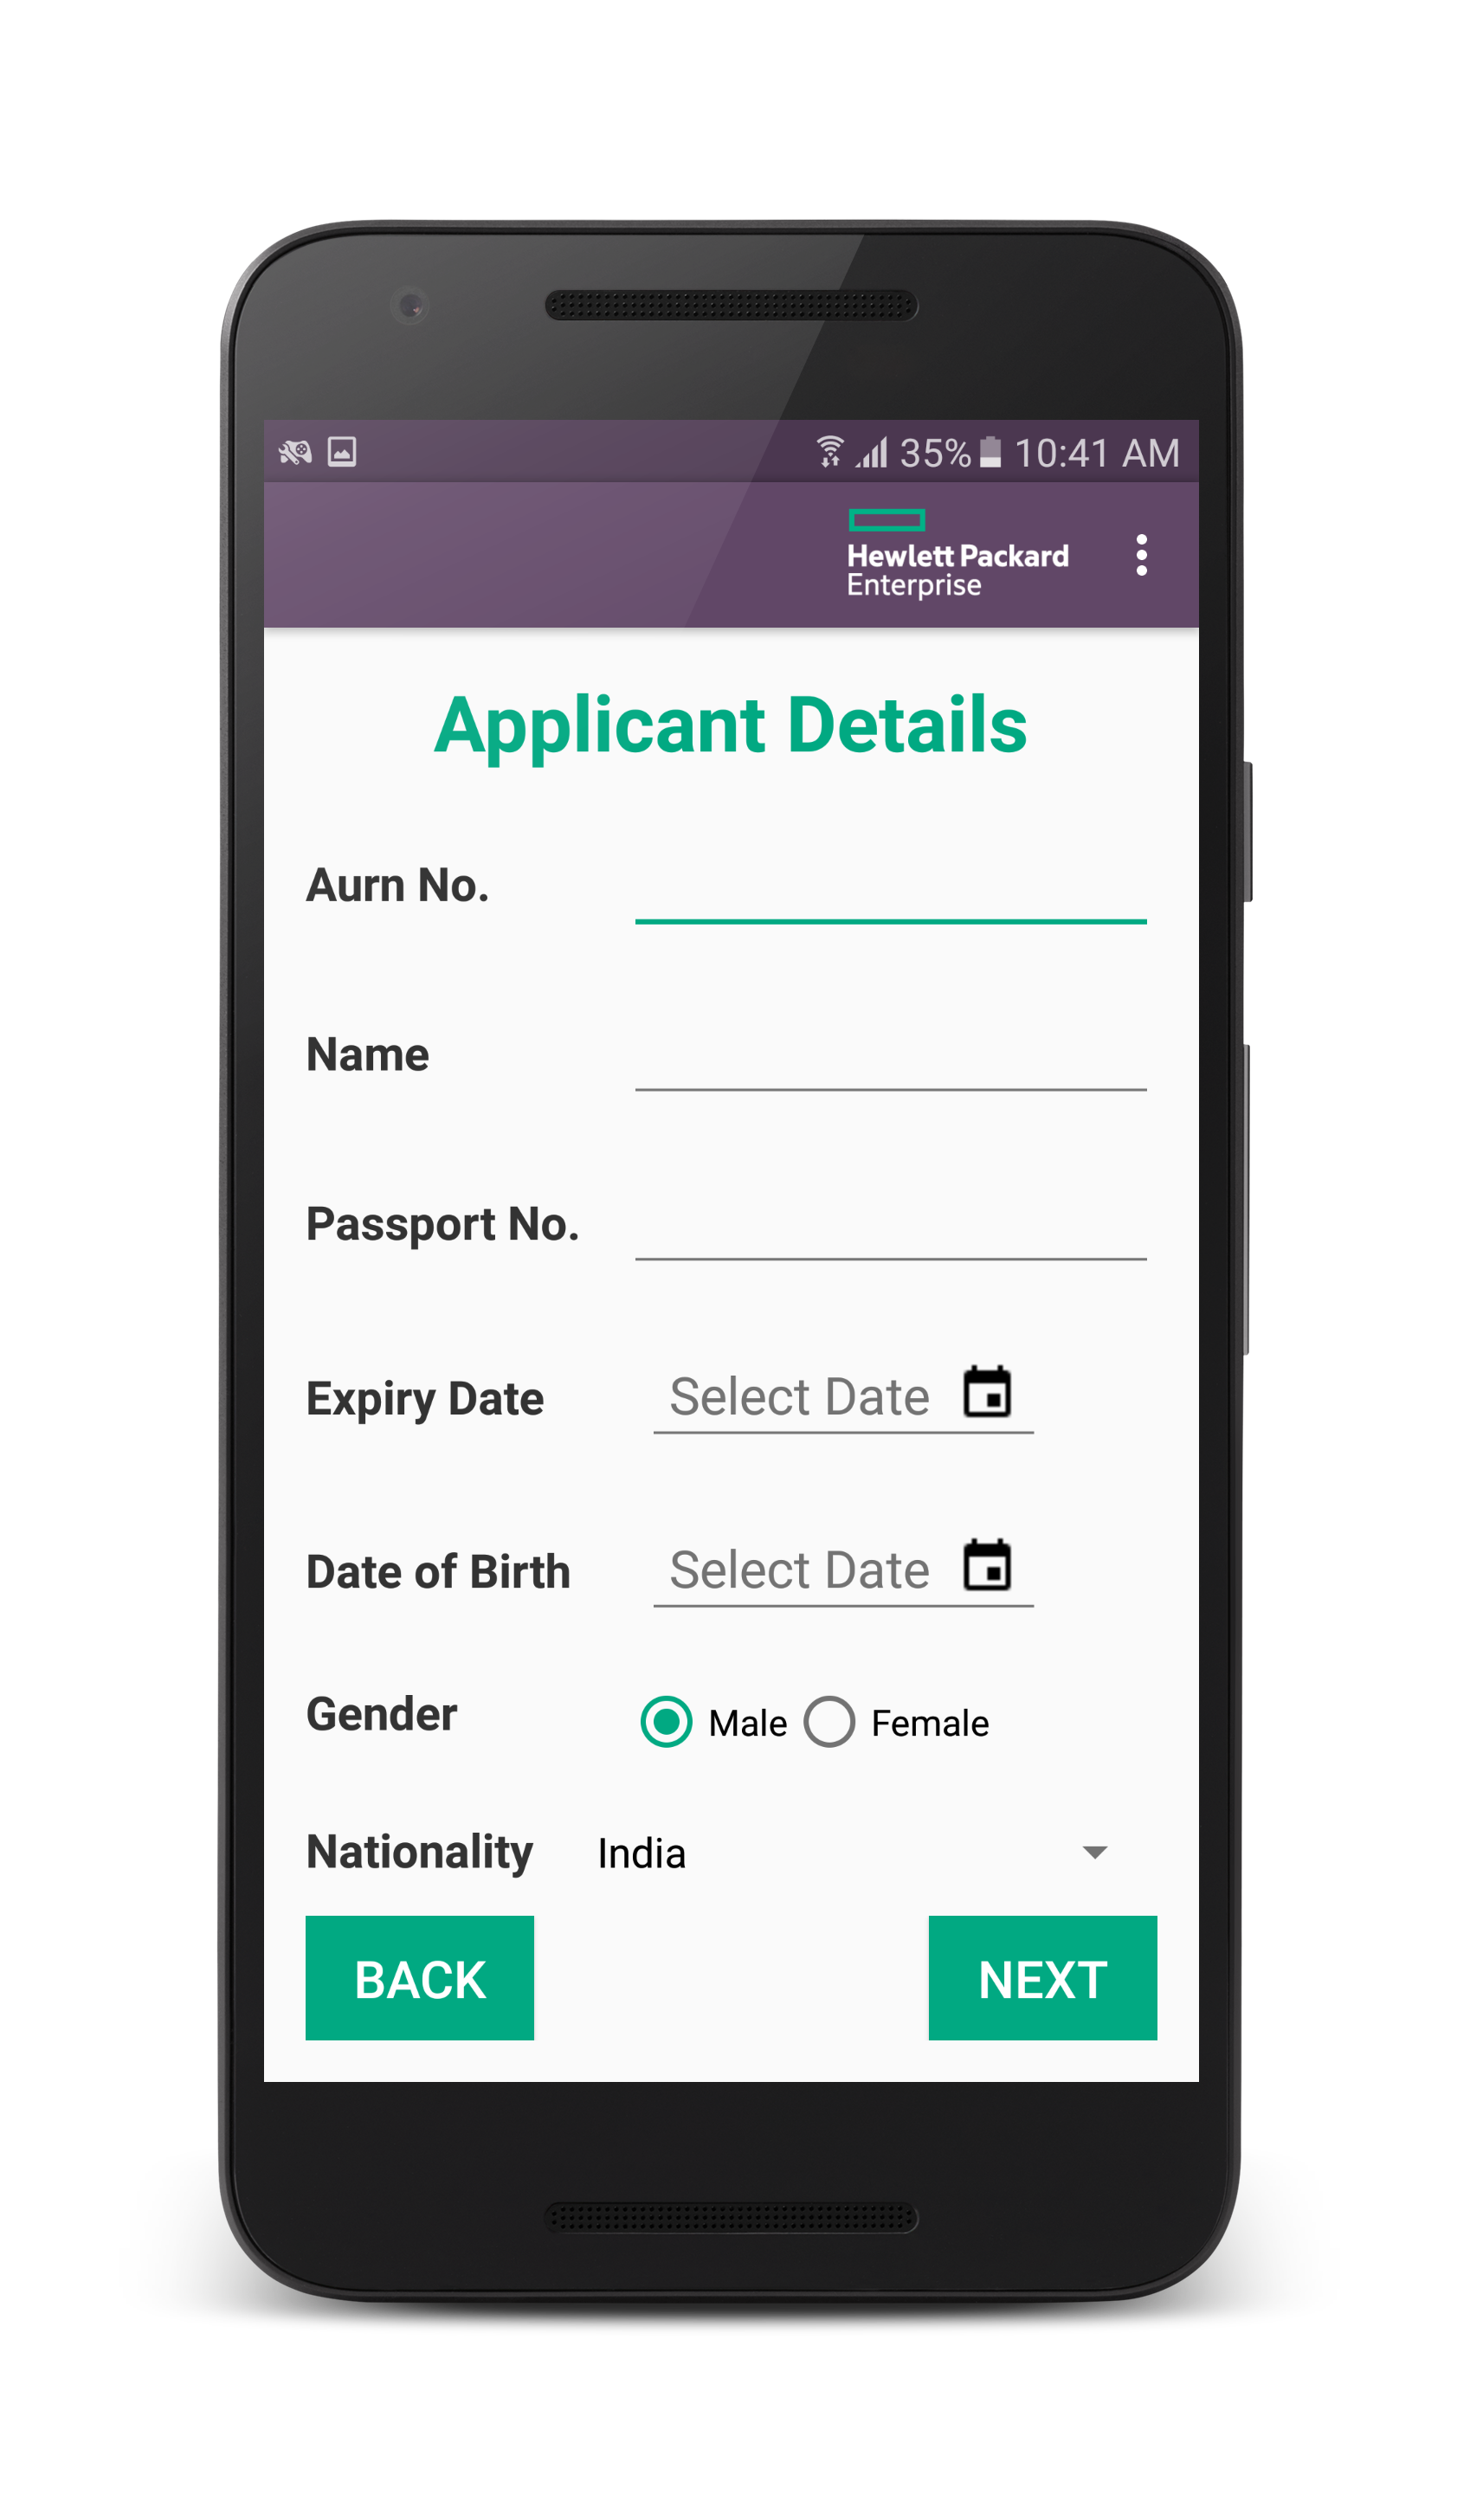 35% 10:41 AM
Hewlett Packard
Enterprise
Applicant Details
Aurn No.
Name
Passport No.
Expiry Date Select Date
Date of Birth Select Date
Gender Male Female
Nationality India
BACK NEXT